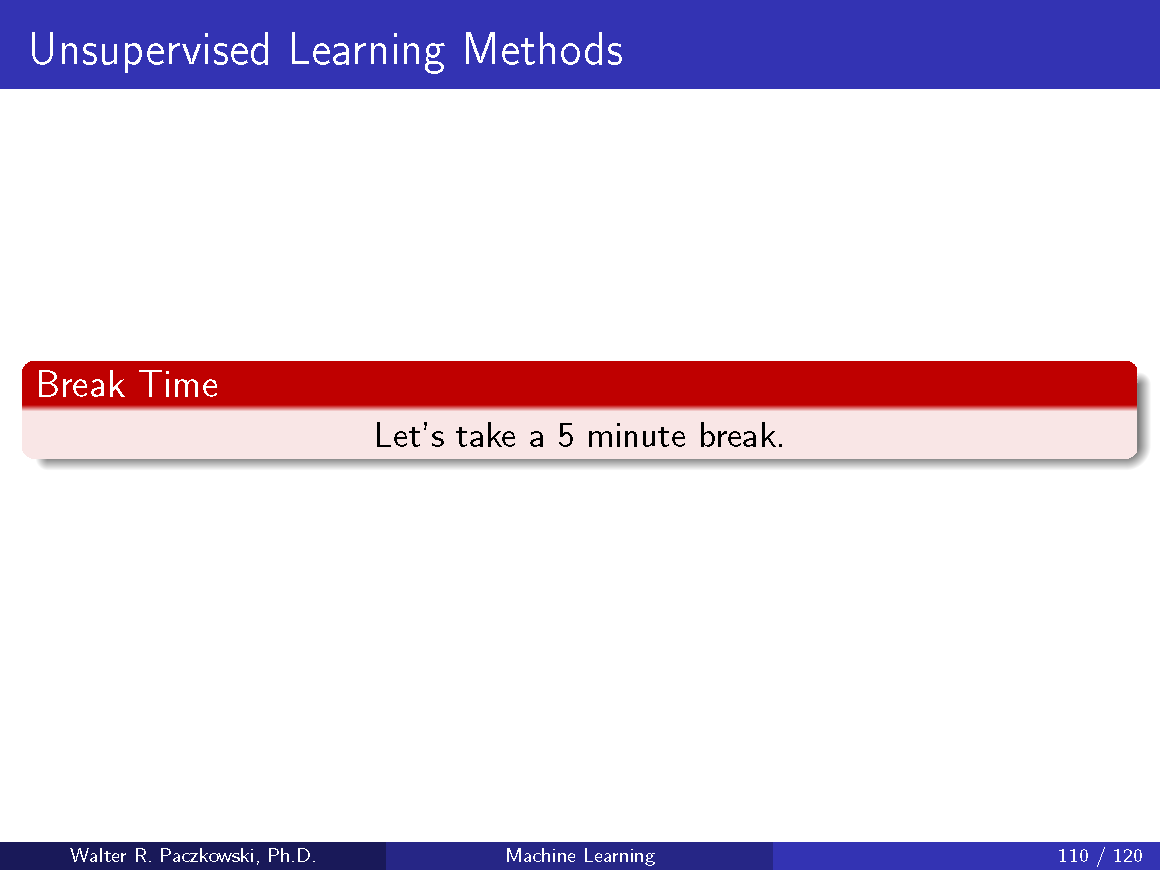 Unsupervised Learning Methods
Break Time
Let's take a 5 minute break.
Walter R. Paczkowski, Ph.D.
Machine Learning
110 / 120